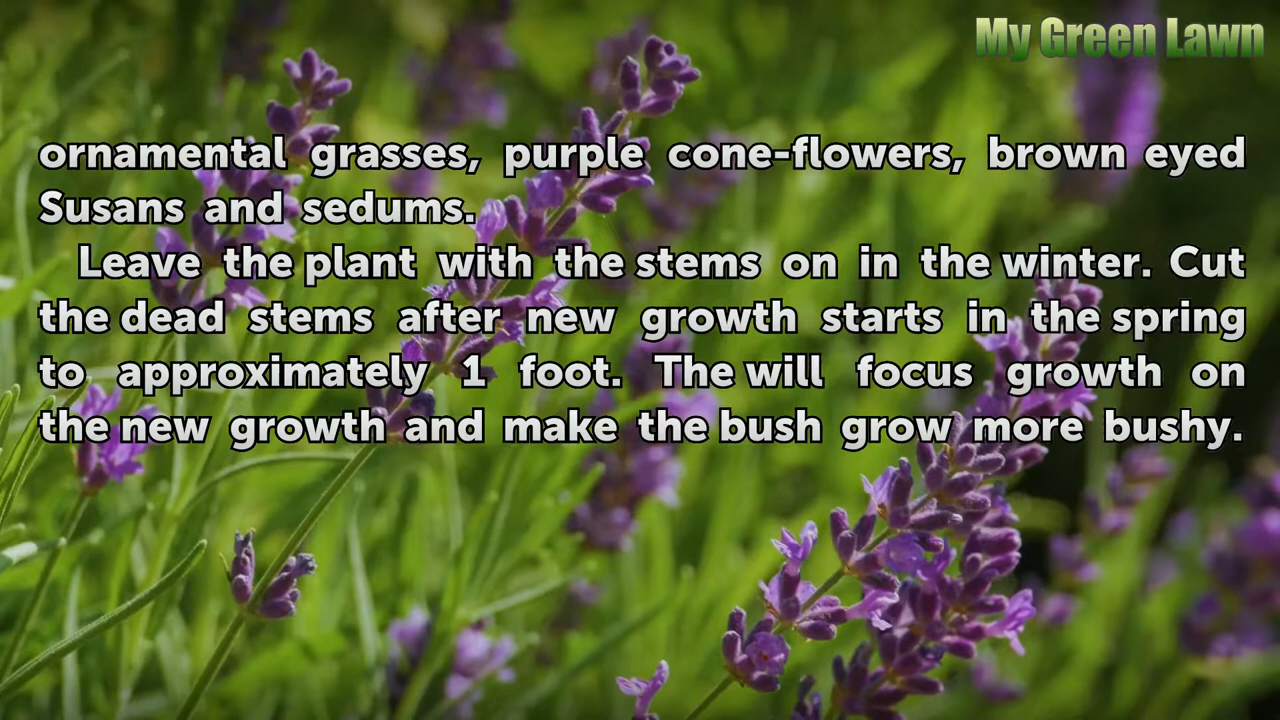 My Green Lawn
ornamental grasses, purple cone-flowers, brown eyed
Susans and sedums.
Leave the plant with the stems on in the winter. Cut
the dead stems after new growth starts in the spring
to approximately 1 foot. The will focus growth on
the new growth and make the bush grow more bushy.